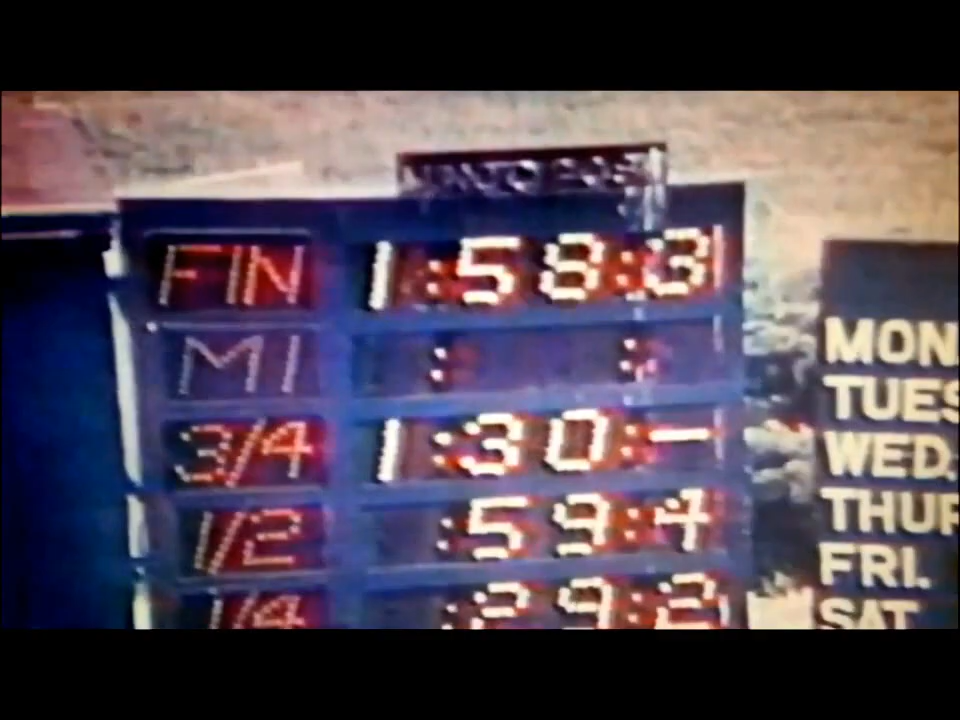 FIN 1:58:3
MI : :
3/4 1:30:-
1/2 :59:4
1/4 :29:2
MON
TUES
WED.
THUR
FRI.
SAT